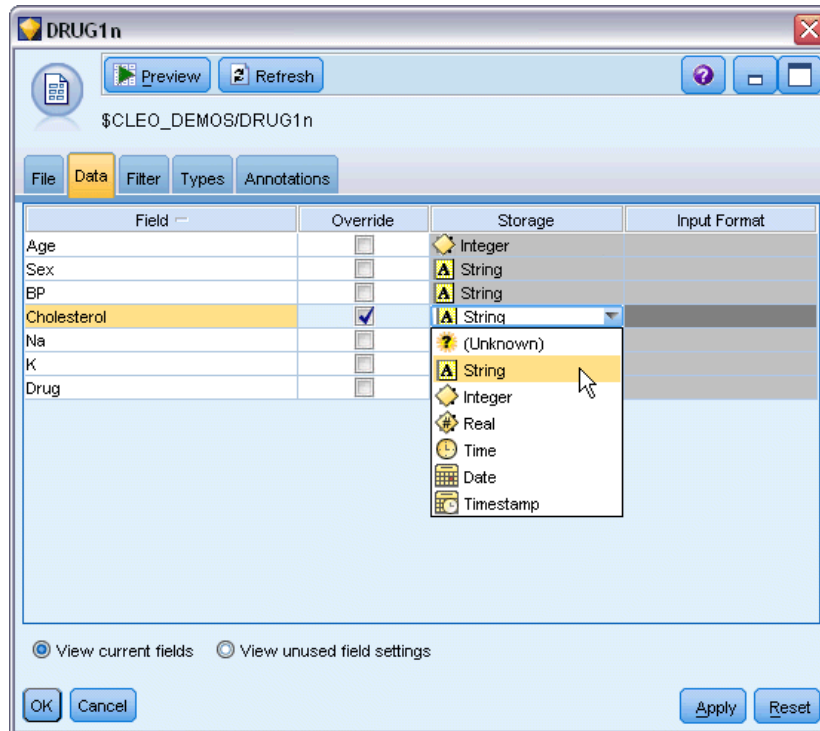 DRUG1n
Preview Refresh
$CLEO_DEMOS/DRUG1n
File Data Filter Types Annotations
Field Override Storage Input Format
Age Integer
Sex String
BP String
Cholesterol String
Na (Unknown)
K String
Drug Integer
Real
Time
Date
Timestamp
View current fields View unused field settings
OK Cancel Apply Reset